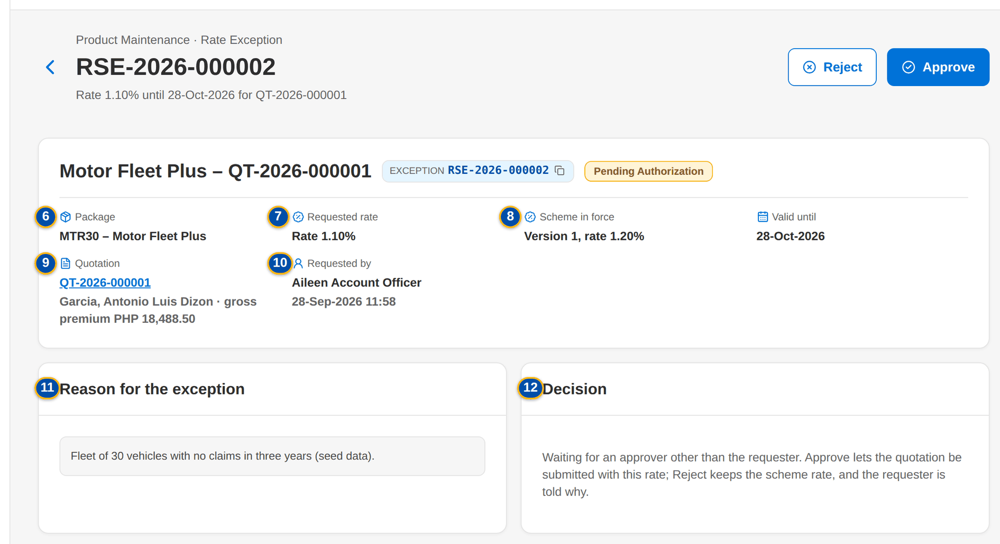 Product Maintenance · Rate Exception
RSE-2026-000002
Rate 1.10% until 28-Oct-2026 for QT-2026-000001
Reject
Approve
Motor Fleet Plus – QT-2026-000001
EXCEPTION RSE-2026-000002
Pending Authorization
6 Package
MTR30 – Motor Fleet Plus
7 Requested rate
Rate 1.10%
8 Scheme in force
Version 1, rate 1.20%
Valid until
28-Oct-2026
9 Quotation
QT-2026-000001
Garcia, Antonio Luis Dizon · gross
premium PHP 18,488.50
10 Requested by
Aileen Account Officer
28-Sep-2026 11:58
11 Reason for the exception
Fleet of 30 vehicles with no claims in three years (seed data).
12 Decision
Waiting for an approver other than the requester. Approve lets the quotation be
submitted with this rate; Reject keeps the scheme rate, and the requester is
told why.